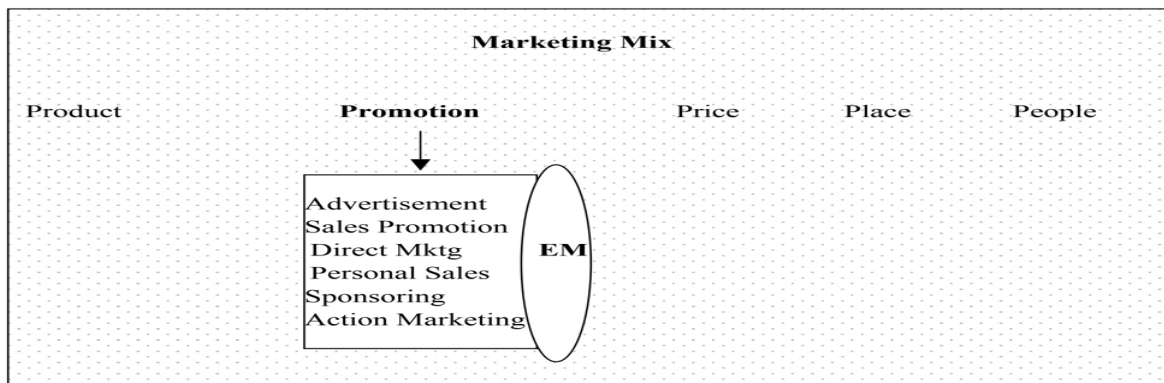 Marketing Mix
Product Promotion Price Place People
Advertisement
Sales Promotion
Direct Mktg
EM
Personal Sales
Sponsoring
Action Marketing